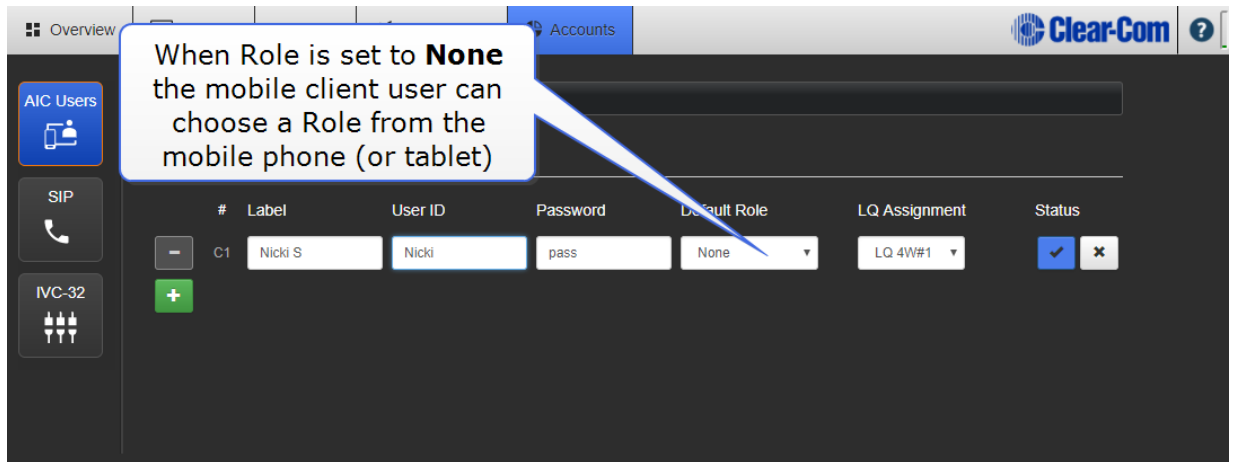 Overview
Accounts
Clear-Com
?
When Role is set to None
the mobile client user can
choose a Role from the
mobile phone (or tablet)
AIC Users
SIP
IVC-32
# Label User ID Password Default Role LQ Assignment Status
C1 Nicki S Nicki pass None LQ 4W#1